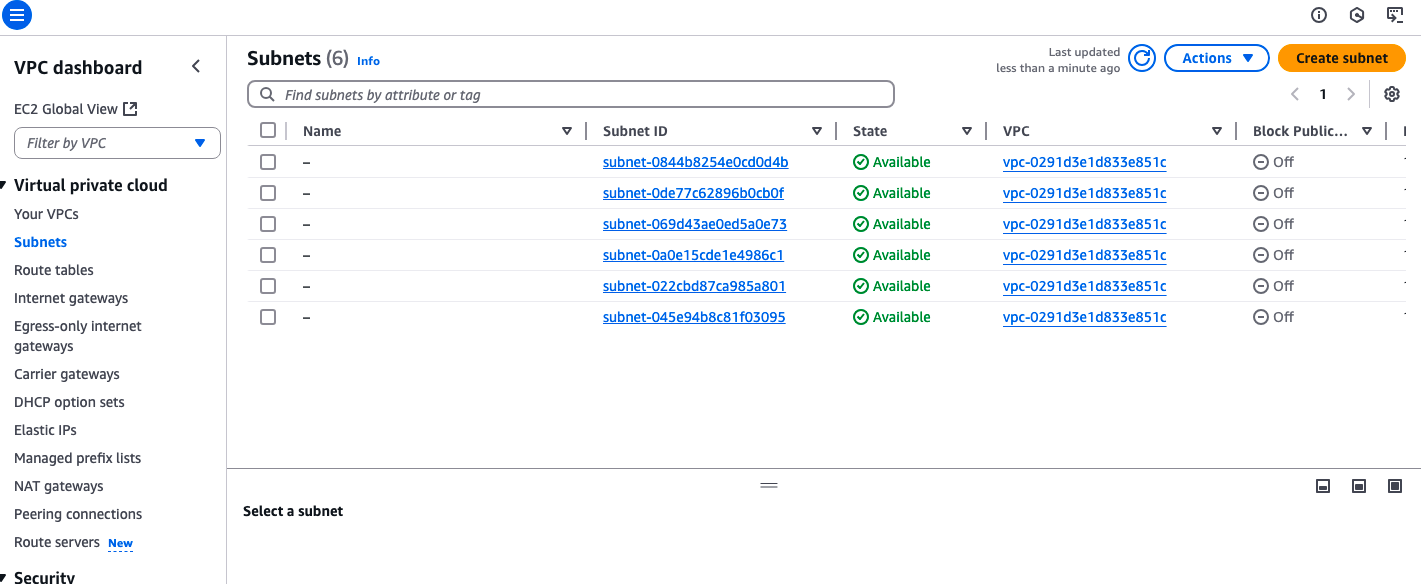 VPC dashboard
EC2 Global View
Filter by VPC
Virtual private cloud
Your VPCs
Subnets
Route tables
Internet gateways
Egress-only internet
gateways
Carrier gateways
DHCP option sets
Elastic IPs
Managed prefix lists
NAT gateways
Peering connections
Route servers New
Security
Subnets (6) Info
Last updated
less than a minute ago
Actions
Create subnet
Find subnets by attribute or tag
1
Name Subnet ID State VPC Block Public...
– subnet-0844b8254e0cd0d4b Available vpc-0291d3e1d833e851c Off
– subnet-0de77c62896b0cb0f Available vpc-0291d3e1d833e851c Off
– subnet-069d43ae0ed5a0e73 Available vpc-0291d3e1d833e851c Off
– subnet-0a0e15cde1e4986c1 Available vpc-0291d3e1d833e851c Off
– subnet-022cbd87ca985a801 Available vpc-0291d3e1d833e851c Off
– subnet-045e94b8c81f03095 Available vpc-0291d3e1d833e851c Off
Select a subnet